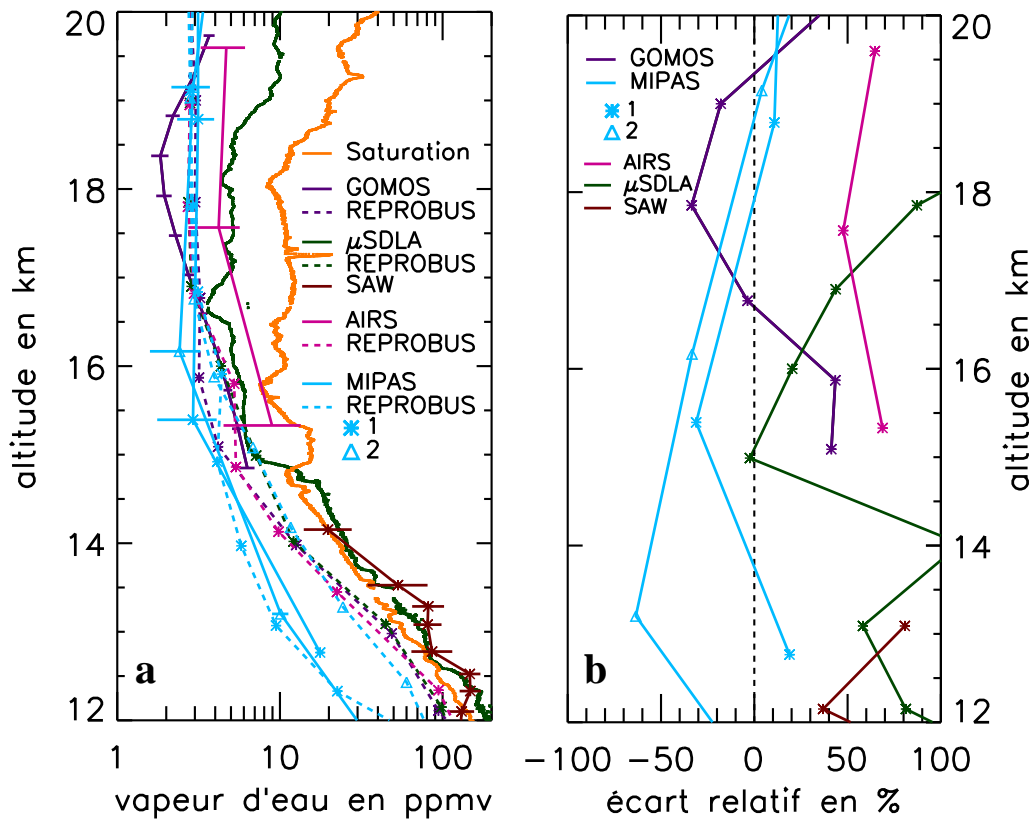 20
18
16
14
12
altitude en km
1
10
100
vapeur d'eau en ppmv
Saturation
GOMOS
REPROBUS
μSDLA
REPROBUS
SAW
AIRS
REPROBUS
MIPAS
REPROBUS
1
2
a
GOMOS
MIPAS
1
2
AIRS
μSDLA
SAW
b
20
18
16
14
12
altitude en km
-100
-50
0
50
100
écart relatif en %